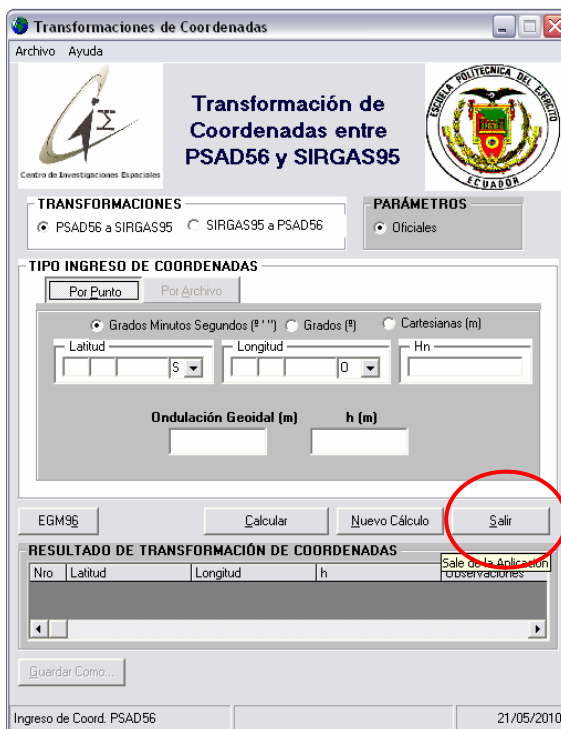 Transformaciones de Coordenadas
Archivo Ayuda
Centro de Investigaciones Espaciales
Transformación de
Coordenadas entre
PSAD56 y SIRGAS95
ESCUELA POLITECNICA DEL EJERCITO
ECUADOR
TRANSFORMACIONES
PSAD56 a SIRGAS95 SIRGAS95 a PSAD56
PARÁMETROS
Oficiales
TIPO INGRESO DE COORDENADAS
Por Punto Por Archivo
Grados Minutos Segundos (º ' '') Grados (º) Cartesianas (m)
Latitud Longitud Hn
S O
Ondulación Geoidal (m) h (m)
EGM96 Calcular Nuevo Cálculo Salir
RESULTADO DE TRANSFORMACIÓN DE COORDENADAS
Sale de la Aplicación
Nro Latitud Longitud h Observaciones
Guardar Como...
Ingreso de Coord. PSAD56 21/05/2010